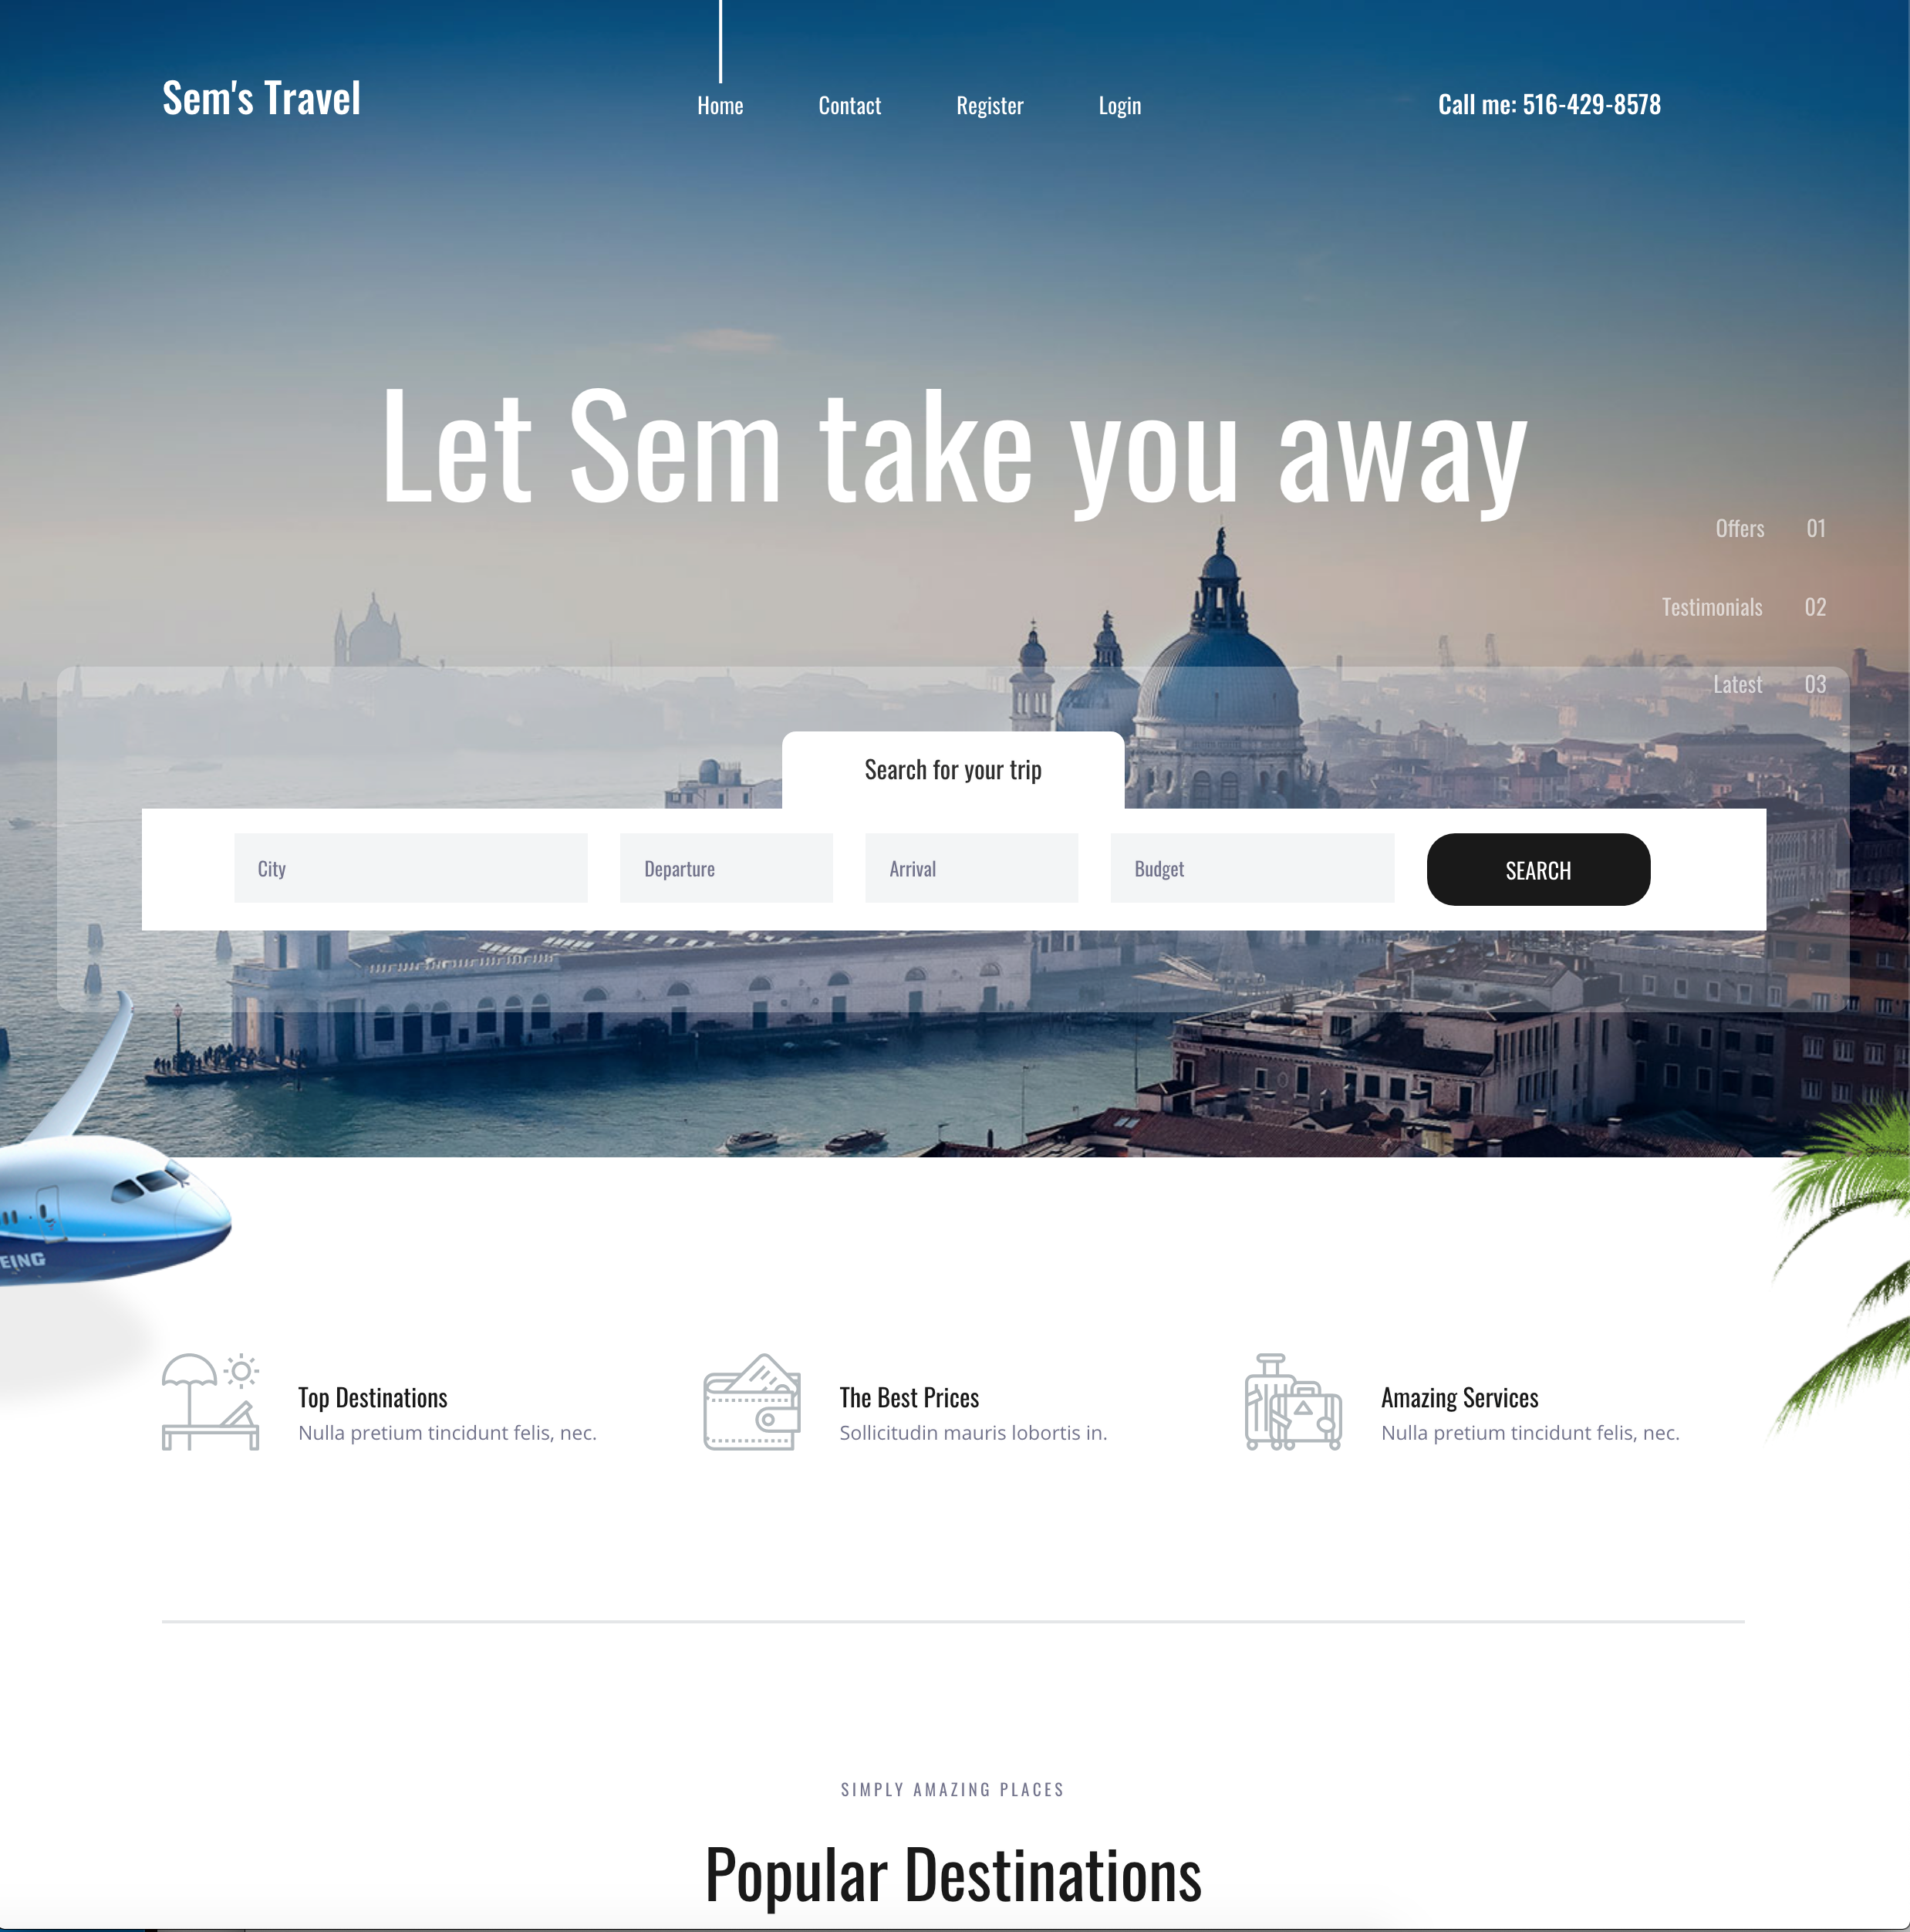 Sem's Travel
Home Contact Register Login
Call me: 516-429-8578
Let Sem take you away
Offers 01
Testimonials 02
Latest 03
Search for your trip
City Departure Arrival Budget SEARCH
EING
Top Destinations
Nulla pretium tincidunt felis, nec.
The Best Prices
Sollicitudin mauris lobortis in.
Amazing Services
Nulla pretium tincidunt felis, nec.
SIMPLY AMAZING PLACES
Popular Destinations